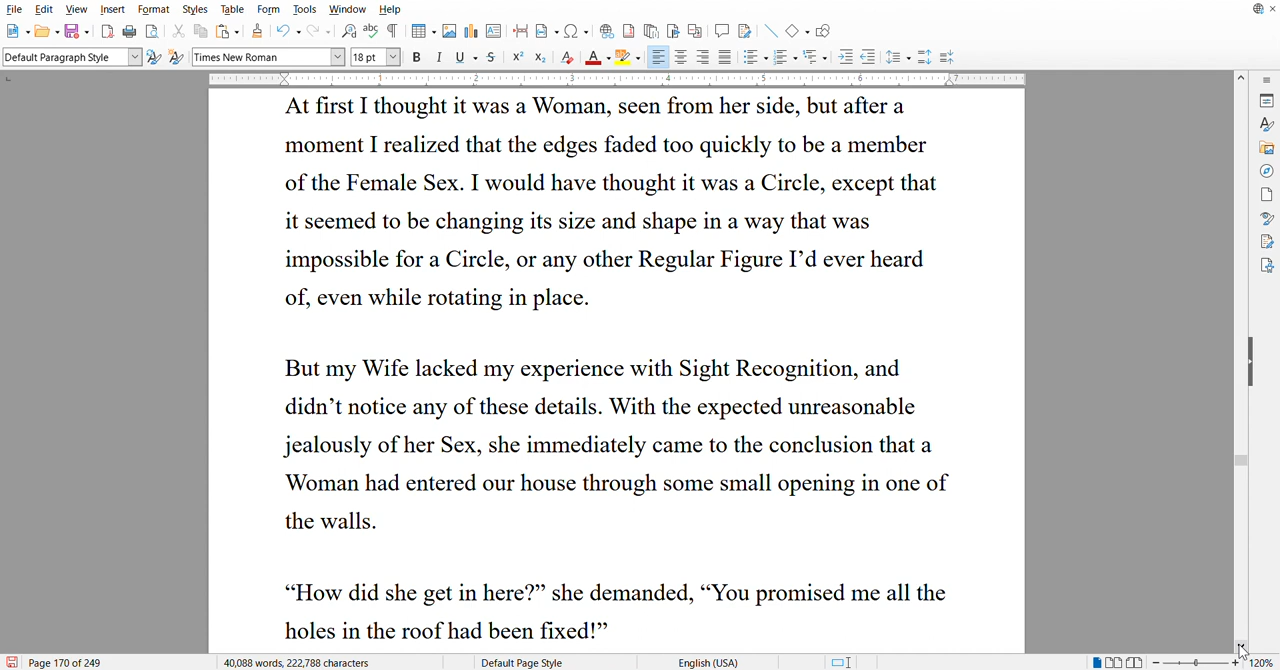 File Edit View Insert Format Styles Table Form Tools Window Help
Default Paragraph Style Times New Roman 18 pt
1 2 3 4 5 6 7
At first I thought it was a Woman, seen from her side, but after a
moment I realized that the edges faded too quickly to be a member
of the Female Sex. I would have thought it was a Circle, except that
it seemed to be changing its size and shape in a way that was
impossible for a Circle, or any other Regular Figure I’d ever heard
of, even while rotating in place.
But my Wife lacked my experience with Sight Recognition, and
didn’t notice any of these details. With the expected unreasonable
jealously of her Sex, she immediately came to the conclusion that a
Woman had entered our house through some small opening in one of
the walls.
“How did she get in here?” she demanded, “You promised me all the
holes in the roof had been fixed!”
Page 170 of 249 40,088 words, 222,788 characters Default Page Style English (USA) 120%